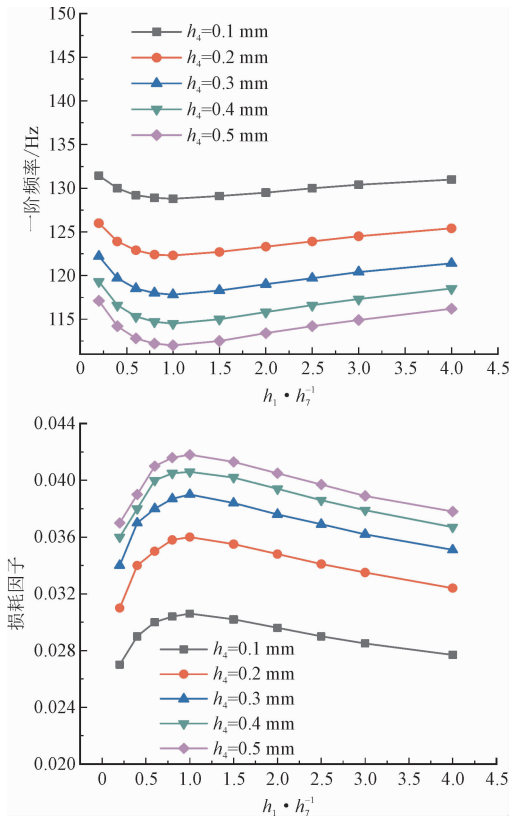 150
145
140
135
130
125
120
115
一阶频率/Hz
h₄=0.1 mm
h₄=0.2 mm
h₄=0.3 mm
h₄=0.4 mm
h₄=0.5 mm
0 0.5 1.0 1.5 2.0 2.5 3.0 3.5 4.0 4.5
h₁·h₇⁻¹
0.044
0.040
0.036
0.032
0.028
0.024
0.020
损耗因子
h₄=0.1 mm
h₄=0.2 mm
h₄=0.3 mm
h₄=0.4 mm
h₄=0.5 mm
0 0.5 1.0 1.5 2.0 2.5 3.0 3.5 4.0 4.5
h₁·h₇⁻¹